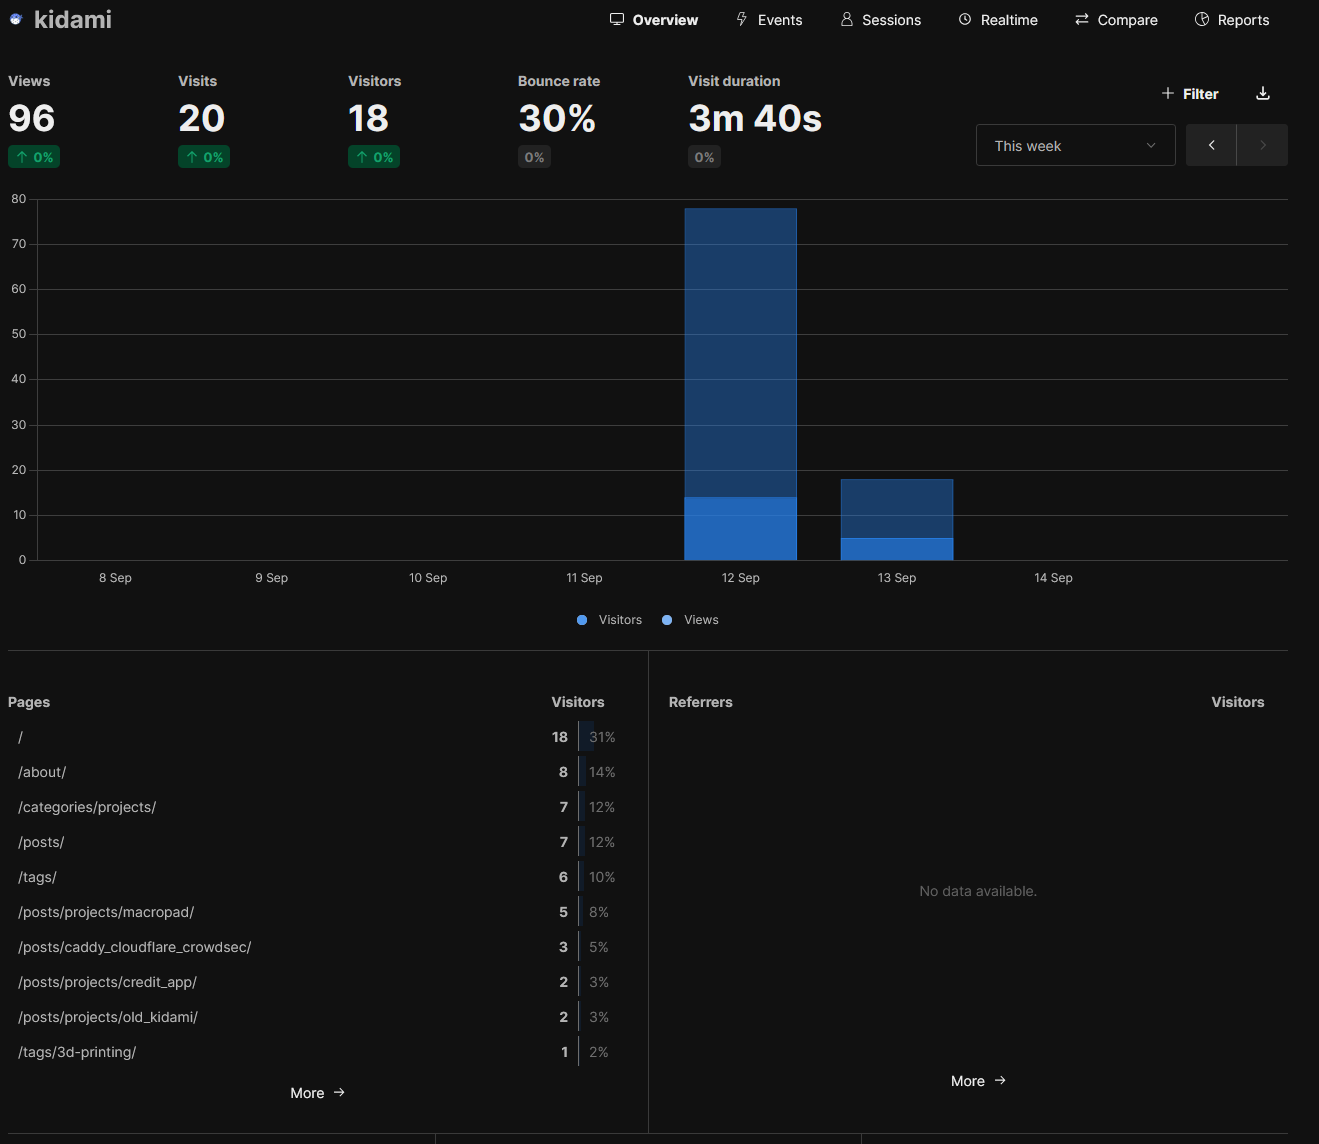 kidami
Overview Events Sessions Realtime Compare Reports
Views Visits Visitors Bounce rate Visit duration
96 20 18 30% 3m 40s
0% 0% 0% 0% 0%
Filter
This week
80
70
60
50
40
30
20
10
0
8 Sep 9 Sep 10 Sep 11 Sep 12 Sep 13 Sep 14 Sep
Visitors Views
Pages Visitors
/ 18 31%
/about/ 8 14%
/categories/projects/ 7 12%
/posts/ 7 12%
/tags/ 6 10%
/posts/projects/macropad/ 5 8%
/posts/caddy_cloudflare_crowdsec/ 3 5%
/posts/projects/credit_app/ 2 3%
/posts/projects/old_kidami/ 2 3%
/tags/3d-printing/ 1 2%
More
Referrers Visitors
No data available.
More